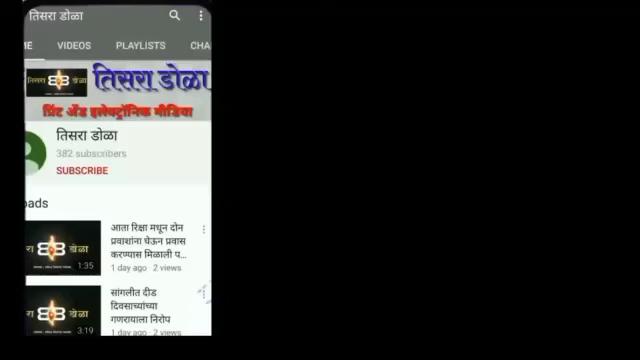 तिसरा डोळा
VIDEOS
PLAYLISTS
तिसरा
डोळा
तिसरा डोळा
प्रिंट अँड इलेक्ट्रॉनिक मीडिया
तिसरा डोळा
382 subscribers
SUBSCRIBE
आता रिक्षा मधून दोन
प्रवाशांना घेऊन प्रवास
करण्यास मिळाली प...
1 day ago · 2 views
डोळा
1:35
सांगलीत दीड
दिवसाच्यांच्या
गणरायाला निरोप
1 day ago · 2 views
डोळा
3:19